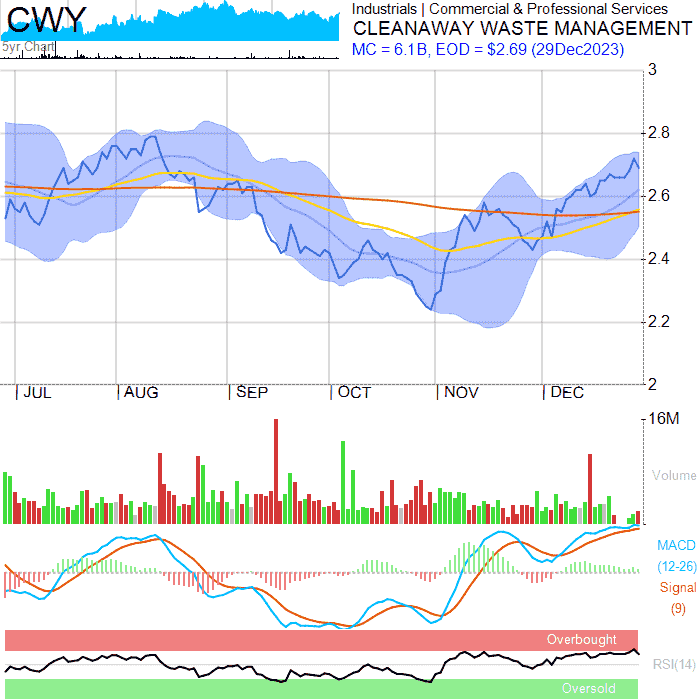 CWY
5yr Chart
Industrials | Commercial & Professional Services
CLEANAWAY WASTE MANAGEMENT
MC = 6.1B, EOD = $2.69 (29Dec2023)
3
2.8
2.6
2.4
2.2
2
| JUL | AUG | SEP | OCT | NOV | DEC
16M
Volume
MACD
(12-26)
Signal
(9)
Overbought
RSI(14)
Oversold